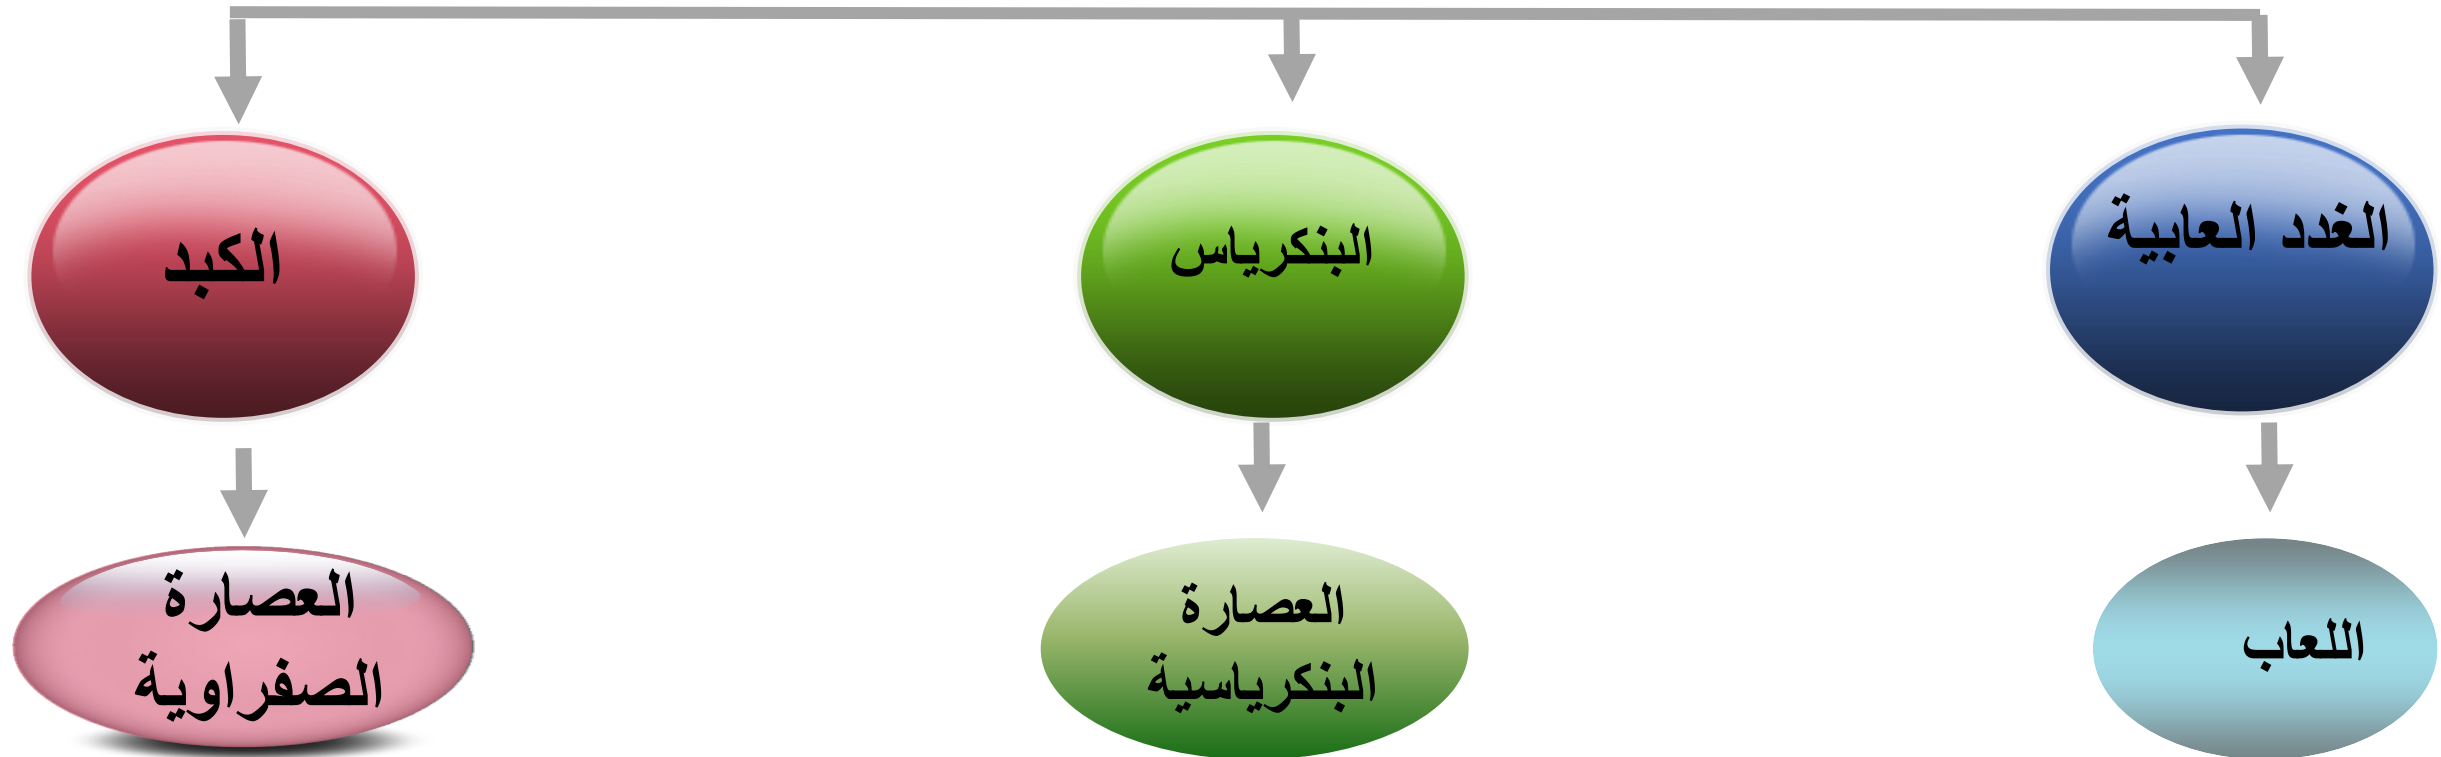 الغدد العابية
البنكرياس
الكبد
اللعاب
العصارة
البنكرياسية
العصارة
الصفراوية